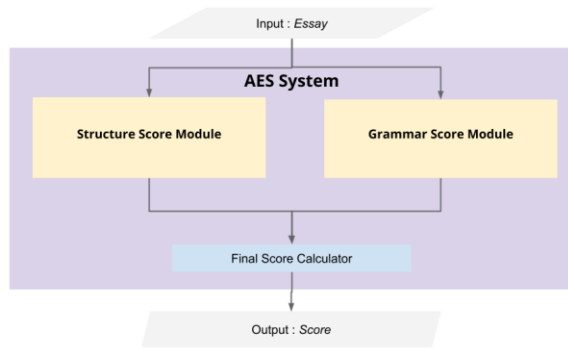 Input : Essay
AES System
Structure Score Module
Grammar Score Module
Final Score Calculator
Output : Score